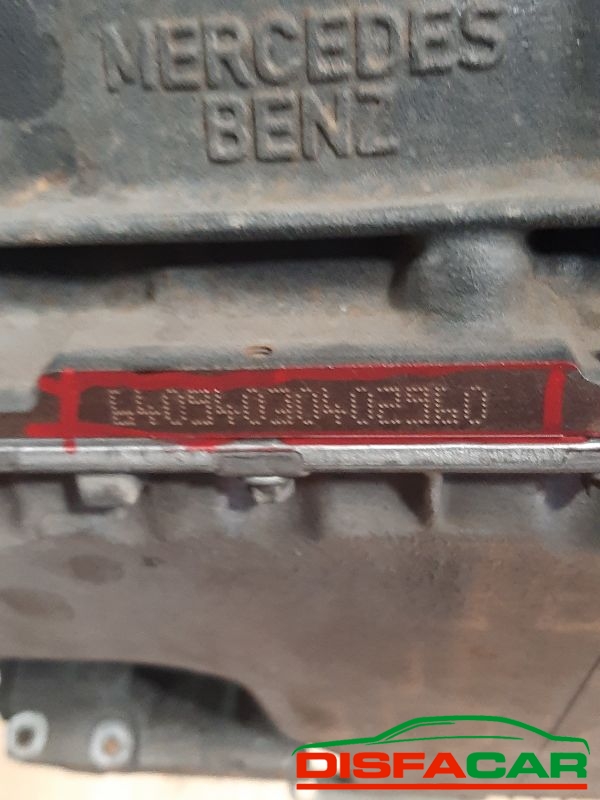 MERCEDES
BENZ
64094030402960
DISFACAR